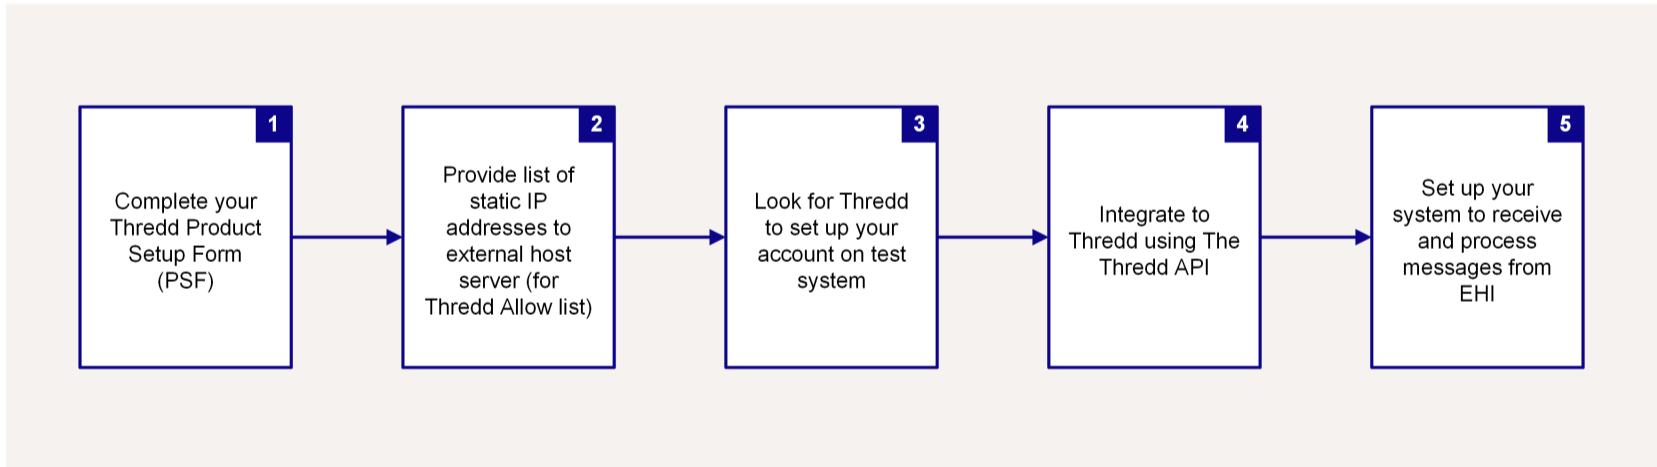 1
Complete your
Thredd Product
Setup Form
(PSF)
2
Provide list of
static IP
addresses to
external host
server (for
Thredd Allow list)
3
Look for Thredd
to set up your
account on test
system
4
Integrate to
Thredd using The
Thredd API
5
Set up your
system to receive
and process
messages from
EHI